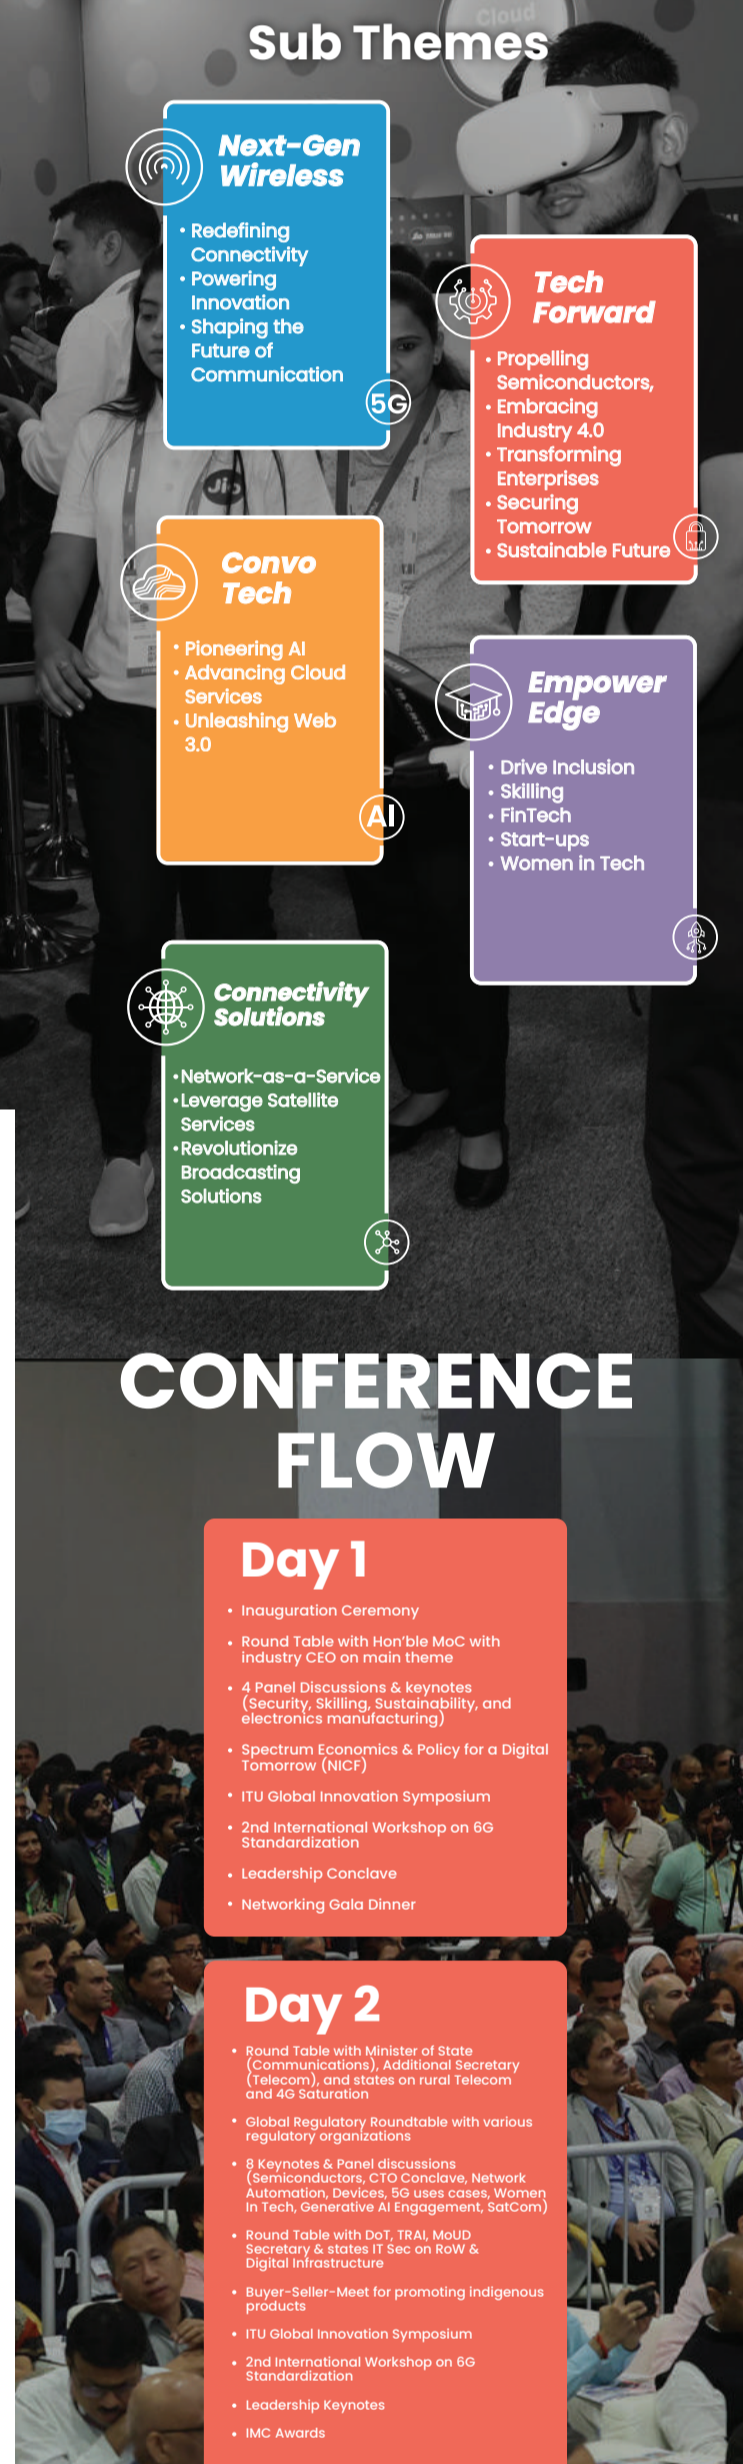 Cloud
Sub Themes
Next-Gen
Wireless
• Redefining
Connectivity
• Powering
Innovation
• Shaping the
Future of
Communication
5G
Jio
Tech
Forward
• Propelling
Semiconductors,
• Embracing
Industry 4.0
• Transforming
Enterprises
• Securing
Tomorrow
• Sustainable Future
Jio
Convo
Tech
• Pioneering AI
• Advancing Cloud
Services
• Unleashing Web
3.0
AI
Empower
Edge
• Drive Inclusion
• Skilling
• FinTech
• Start-ups
• Women in Tech
Connectivity
Solutions
• Network-as-a-Service
• Leverage Satellite
Services
• Revolutionize
Broadcasting
Solutions
CONFERENCE
FLOW
Day 1
• Inauguration Ceremony
• Round Table with Hon’ble MoC with
industry CEO on main theme
• 4 Panel Discussions & keynotes
(Security, Skilling, Sustainability, and
electronics manufacturing)
• Spectrum Economics & Policy for a Digital
Tomorrow (NICF)
• ITU Global Innovation Symposium
• 2nd International Workshop on 6G
Standardization
• Leadership Conclave
• Networking Gala Dinner
Day 2
• Round Table with Minister of State
(Communications), Additional Secretary
(Telecom), and states on rural Telecom
and 4G Saturation
• Global Regulatory Roundtable with various
regulatory organizations
• 8 Keynotes & Panel discussions
(Semiconductors, CTO Conclave, Network
Automation, Devices, 5G uses cases, Women
In Tech, Generative AI Engagement, SatCom)
• Round Table with DoT, TRAI, MoUD
Secretary & states IT Sec on RoW &
Digital Infrastructure
• Buyer-Seller-Meet for promoting indigenous
products
• ITU Global Innovation Symposium
• 2nd International Workshop on 6G
Standardization
• Leadership Keynotes
• IMC Awards